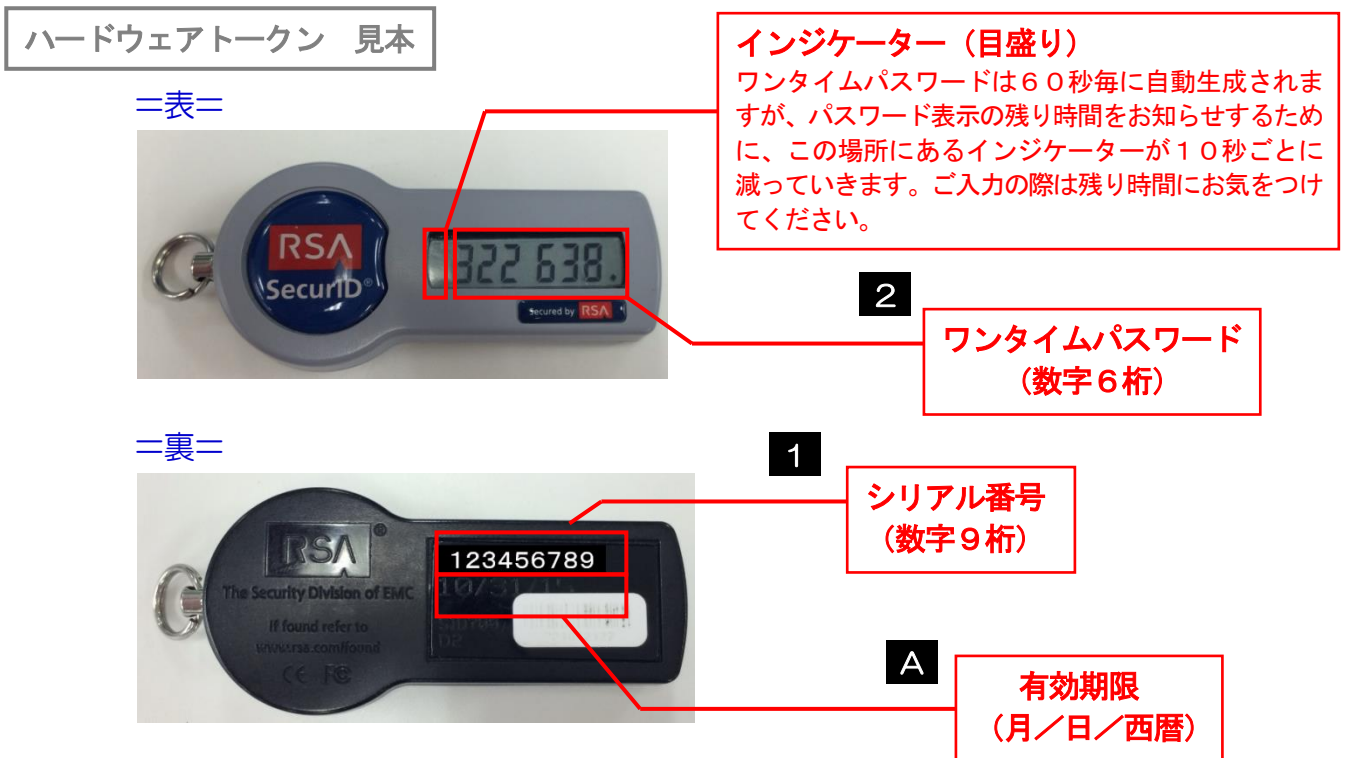 ハードウェアトークン　見本
インジケーター（目盛り）
ワンタイムパスワードは６０秒毎に自動生成されま
すが、パスワード表示の残り時間をお知らせするため
に、この場所にあるインジケーターが１０秒ごとに
減っていきます。ご入力の際は残り時間にお気をつけ
てください。
＝表＝
RSA
SecurID®
322 638.
Secured by RSA
2
ワンタイムパスワード
（数字６桁）
＝裏＝
1
シリアル番号
（数字９桁）
RSA®
The Security Division of EMC
If found refer to
www.rsa.com/found
CE FC
123456789
10/31/15
D2
A
有効期限
（月／日／西暦）